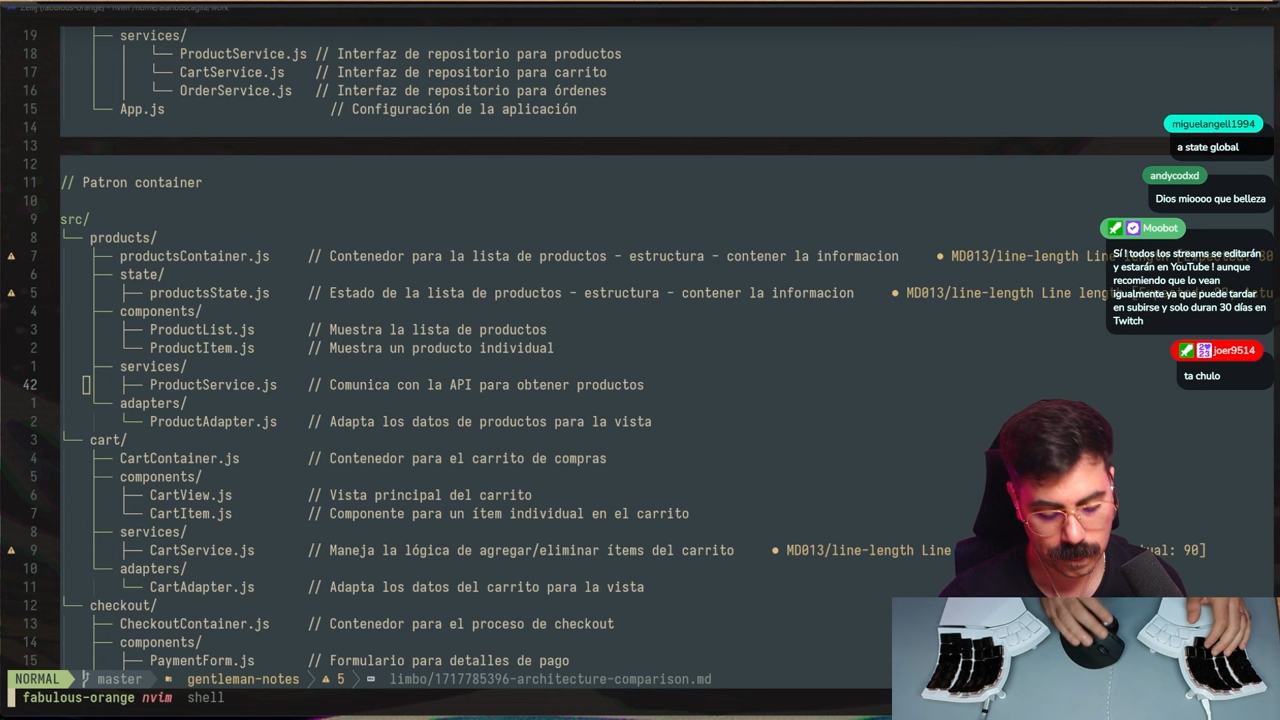 Zellij (fabulous-orange) - nvim
19 ├── services/
18 │ └── ProductService.js // Interfaz de repositorio para productos
17 │ └── CartService.js // Interfaz de repositorio para carrito
16 │ └── OrderService.js // Interfaz de repositorio para órdenes
15 └── App.js // Configuración de la aplicación
14
13
12
11 // Patron container
10
9 src/
8 └── products/
7 ├── productsContainer.js // Contenedor para la lista de productos - estructura - contener la informacion ● MD013/line-length
6 ├── state/
5 ├── productsState.js // Estado de la lista de productos - estructura - contener la informacion ● MD013/line-length Line
4 ├── components/
3 ├── ProductList.js // Muestra la lista de productos
2 └── ProductItem.js // Muestra un producto individual
1 ├── services/
42 ├── ProductService.js // Comunica con la API para obtener productos
1 └── adapters/
2 └── ProductAdapter.js // Adapta los datos de productos para la vista
3 └── cart/
4 ├── CartContainer.js // Contenedor para el carrito de compras
5 ├── components/
6 ├── CartView.js // Vista principal del carrito
7 └── CartItem.js // Componente para un ítem individual en el carrito
8 ├── services/
9 ├── CartService.js // Maneja la lógica de agregar/eliminar ítems del carrito ● MD013/line-length Line 90]
10 └── adapters/
11 └── CartAdapter.js // Adapta los datos del carrito para la vista
12 └── checkout/
13 ├── CheckoutContainer.js // Contenedor para el proceso de checkout
14 ├── components/
15 ├── PaymentForm.js // Formulario para detalles de pago
NORMAL master gentleman-notes 5 limbo/1717785396-architecture-comparison.md
fabulous-orange nvim shell
miguelangell1994
a state global
andycodxd
Dios mioooo que belleza
Moobot
Sí ! todos los streams se editarán
y estarán en YouTube ! aunque
recomiendo que lo vean
igualmente ya que puede tardar
en subirse y solo duran 30 días en
Twitch
joer9514
ta chulo